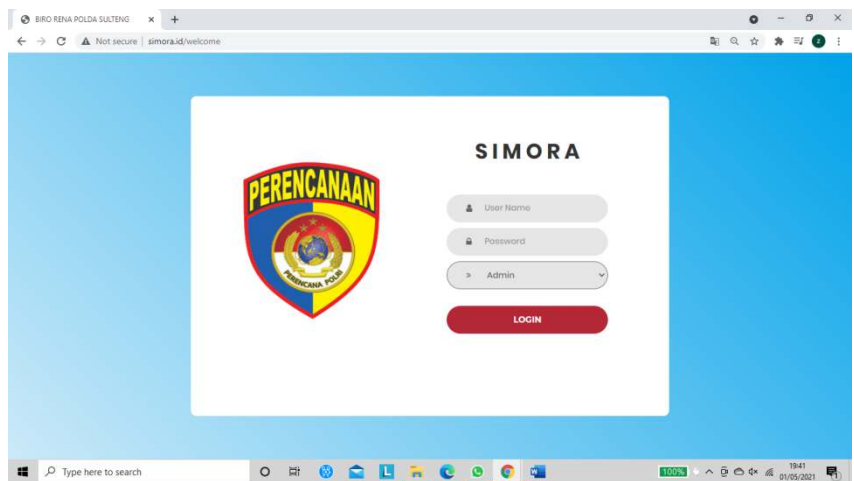 BIRO RENA POLDA SULTENG
Not secure | simora.id/welcome
SIMORA
PERENCANAAN
PERENCANA POLRI
User Name
Password
» Admin
LOGIN
Type here to search
100%
19:41
01/05/2021